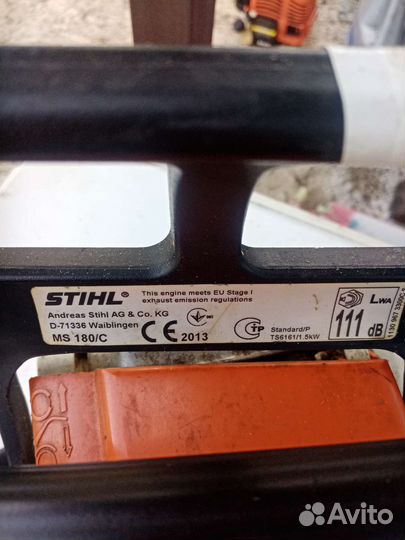 STIHL®
This engine meets EU Stage I
exhaust emission regulations
Andreas Stihl AG & Co. KG
D-71336 Waiblingen
MS 180/C
CE 2013
Standard/P
TS6161/1.5kW
LWA
111 dB
Avito